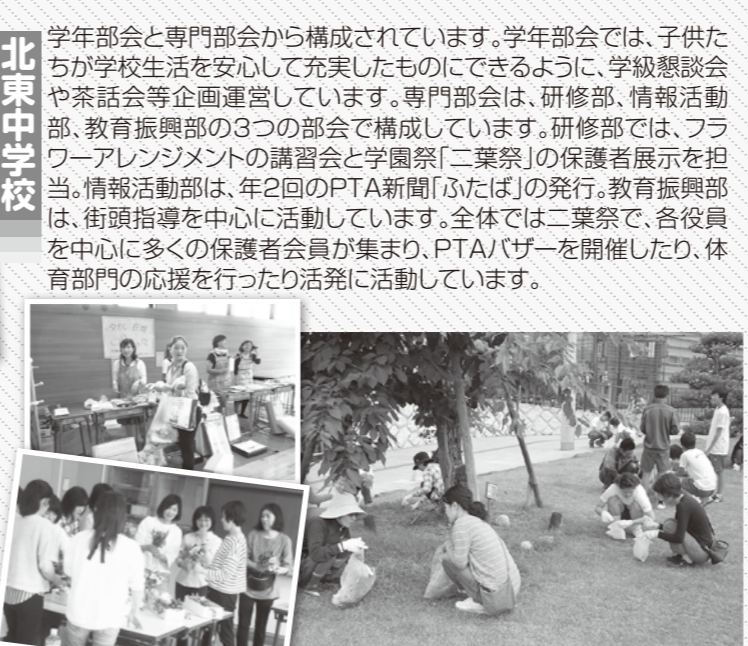 北東中学校
学年部会と専門部会から構成されています。学年部会では、子供た
ちが学校生活を安心して充実したものにできるように、学級懇談会
や茶話会等企画運営しています。専門部会は、研修部、情報活動
部、教育振興部の3つの部会で構成しています。研修部では、フラ
ワーアレンジメントの講習会と学園祭「二葉祭」の保護者展示を担
当。情報活動部は、年2回のPTA新聞「ふたば」の発行。教育振興部
は、街頭指導を中心に活動しています。全体では二葉祭で、各役員
を中心に多くの保護者会員が集まり、PTAバザーを開催したり、体
育部門の応援を行ったり活発に活動しています。